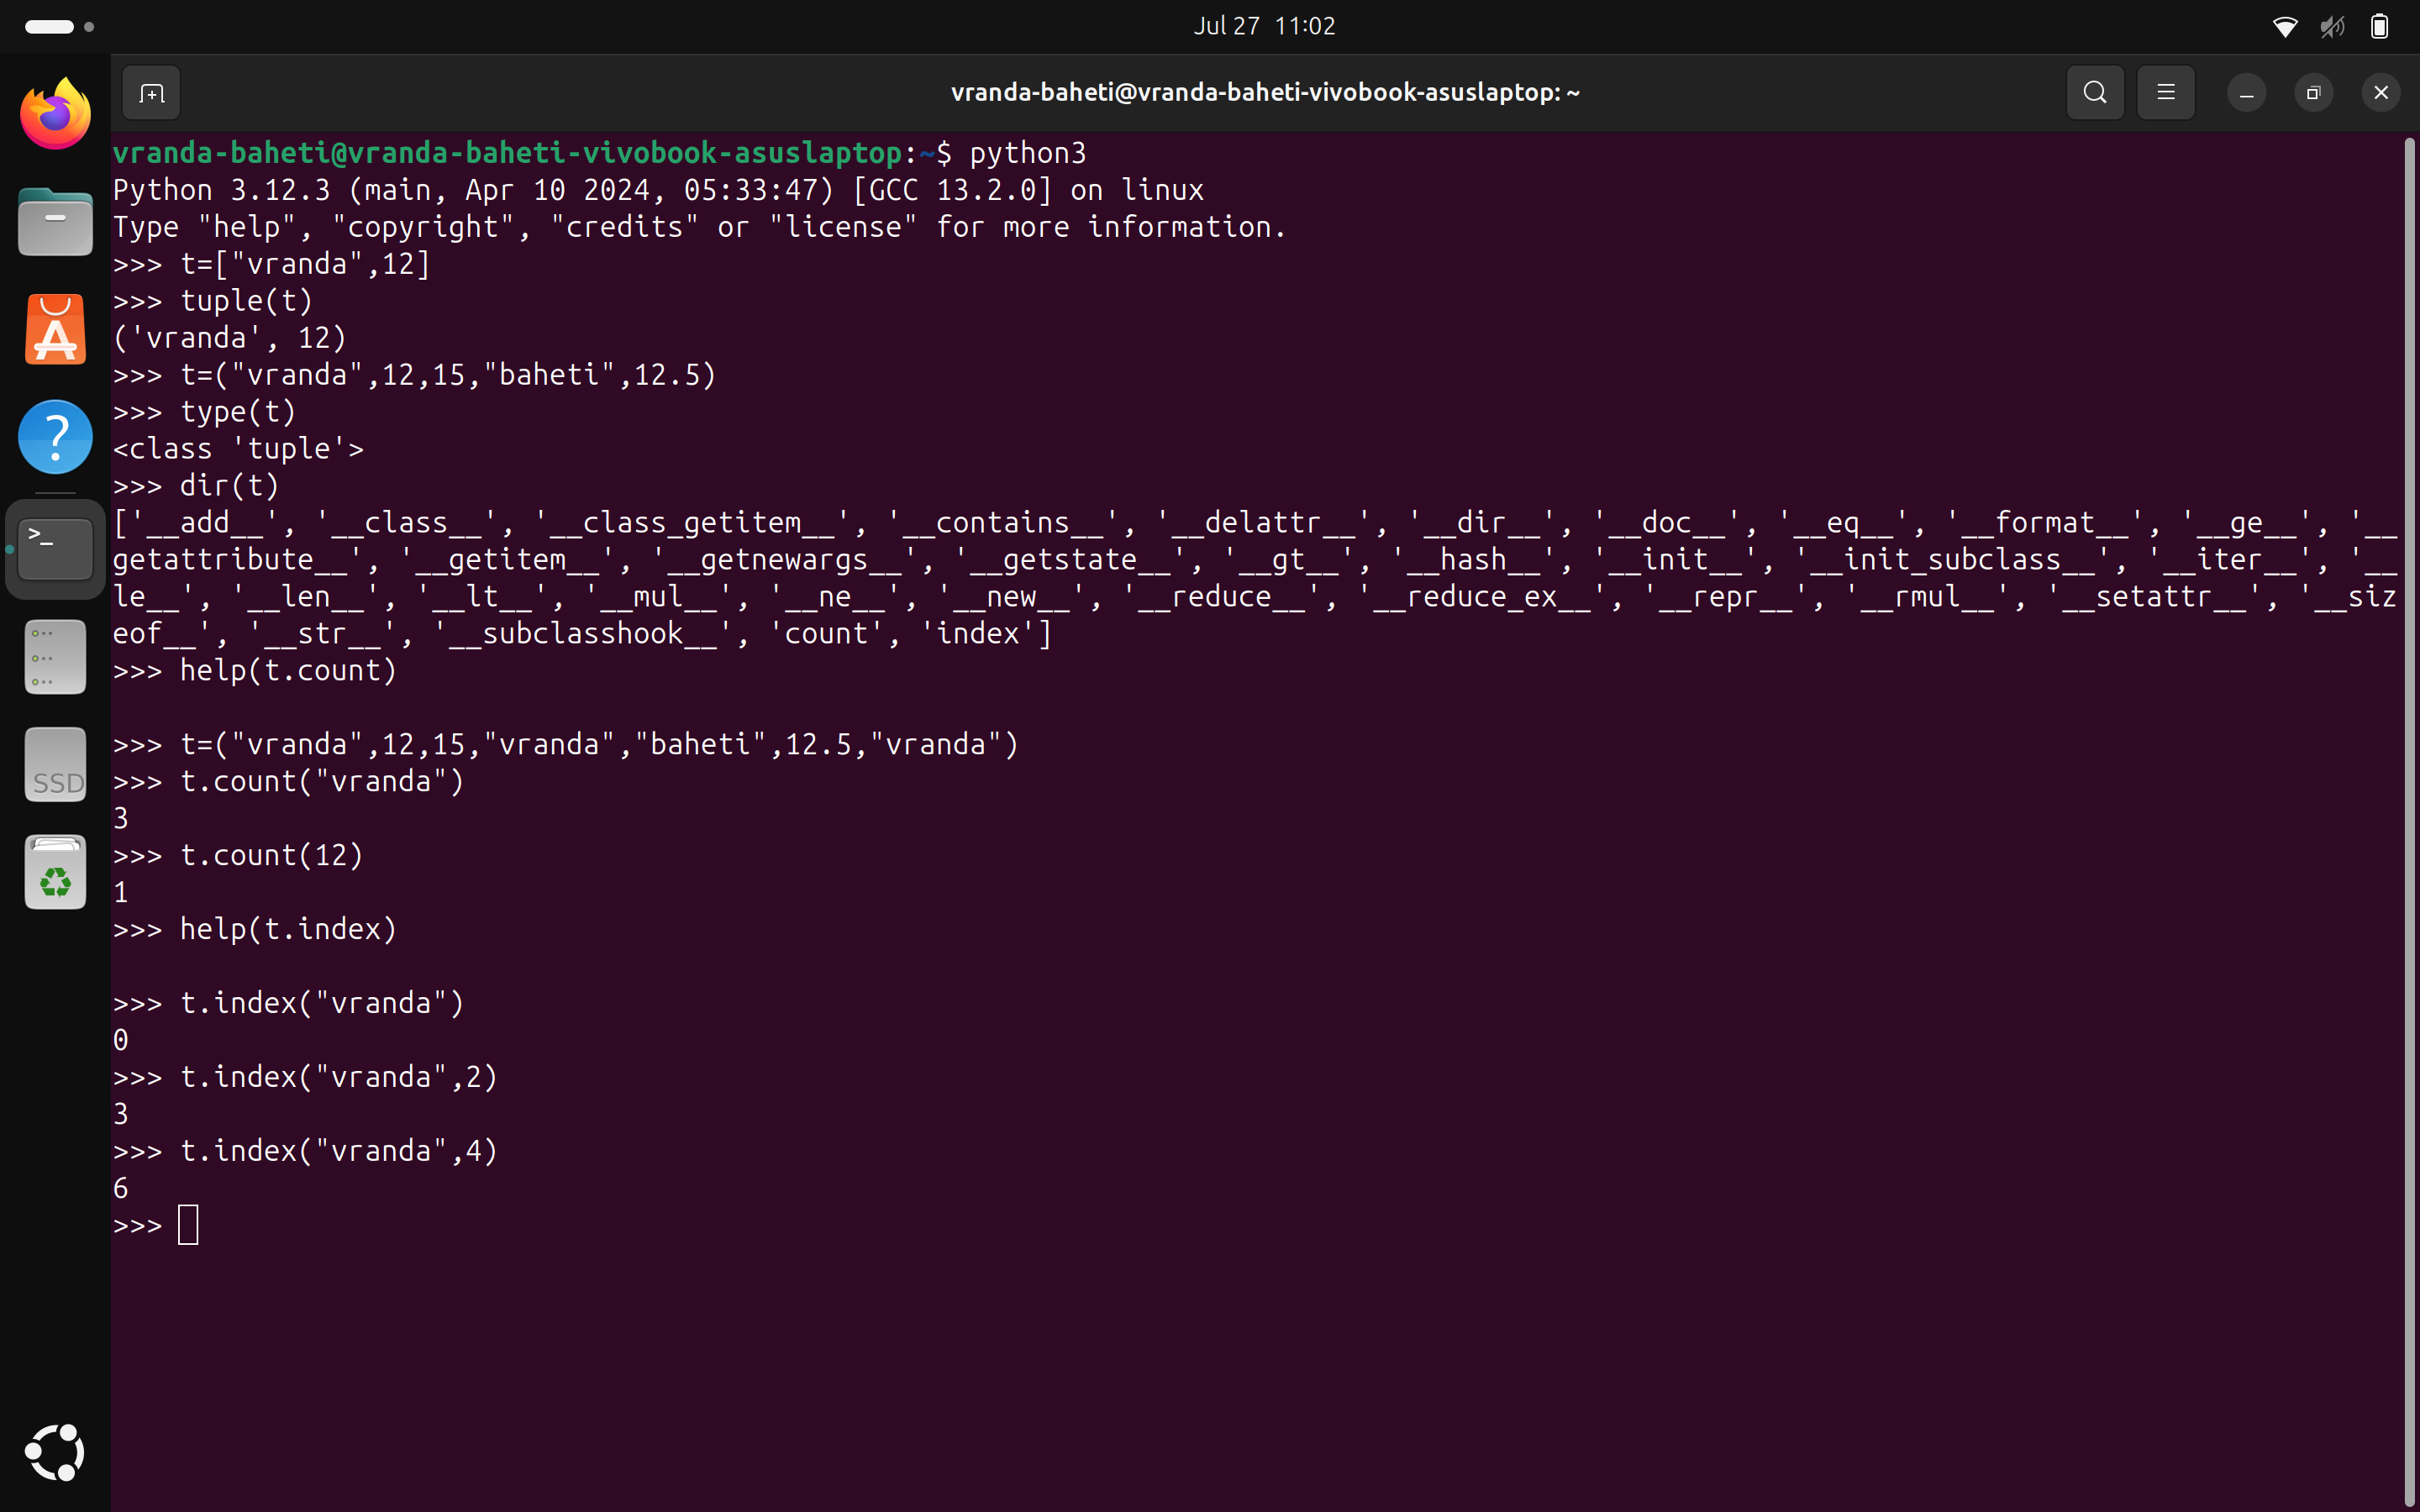 Jul 27 11:02
vranda-baheti@vranda-baheti-vivobook-asuslaptop: ~
vranda-baheti@vranda-baheti-vivobook-asuslaptop:~$ python3
Python 3.12.3 (main, Apr 10 2024, 05:33:47) [GCC 13.2.0] on linux
Type "help", "copyright", "credits" or "license" for more information.
>>> t=["vranda",12]
>>> tuple(t)
('vranda', 12)
>>> t=("vranda",12,15,"baheti",12.5)
>>> type(t)
<class 'tuple'>
>>> dir(t)
['__add__', '__class__', '__class_getitem__', '__contains__', '__delattr__', '__dir__', '__doc__', '__eq__', '__format__', '__ge__', '__
getattribute__', '__getitem__', '__getnewargs__', '__getstate__', '__gt__', '__hash__', '__init__', '__init_subclass__', '__iter__', '__
le__', '__len__', '__lt__', '__mul__', '__ne__', '__new__', '__reduce__', '__reduce_ex__', '__repr__', '__rmul__', '__setattr__', '__siz
eof__', '__str__', '__subclasshook__', 'count', 'index']
>>> help(t.count)
>>> t=("vranda",12,15,"vranda","baheti",12.5,"vranda")
>>> t.count("vranda")
3
>>> t.count(12)
1
>>> help(t.index)
>>> t.index("vranda")
0
>>> t.index("vranda",2)
3
>>> t.index("vranda",4)
6
>>>
SSD